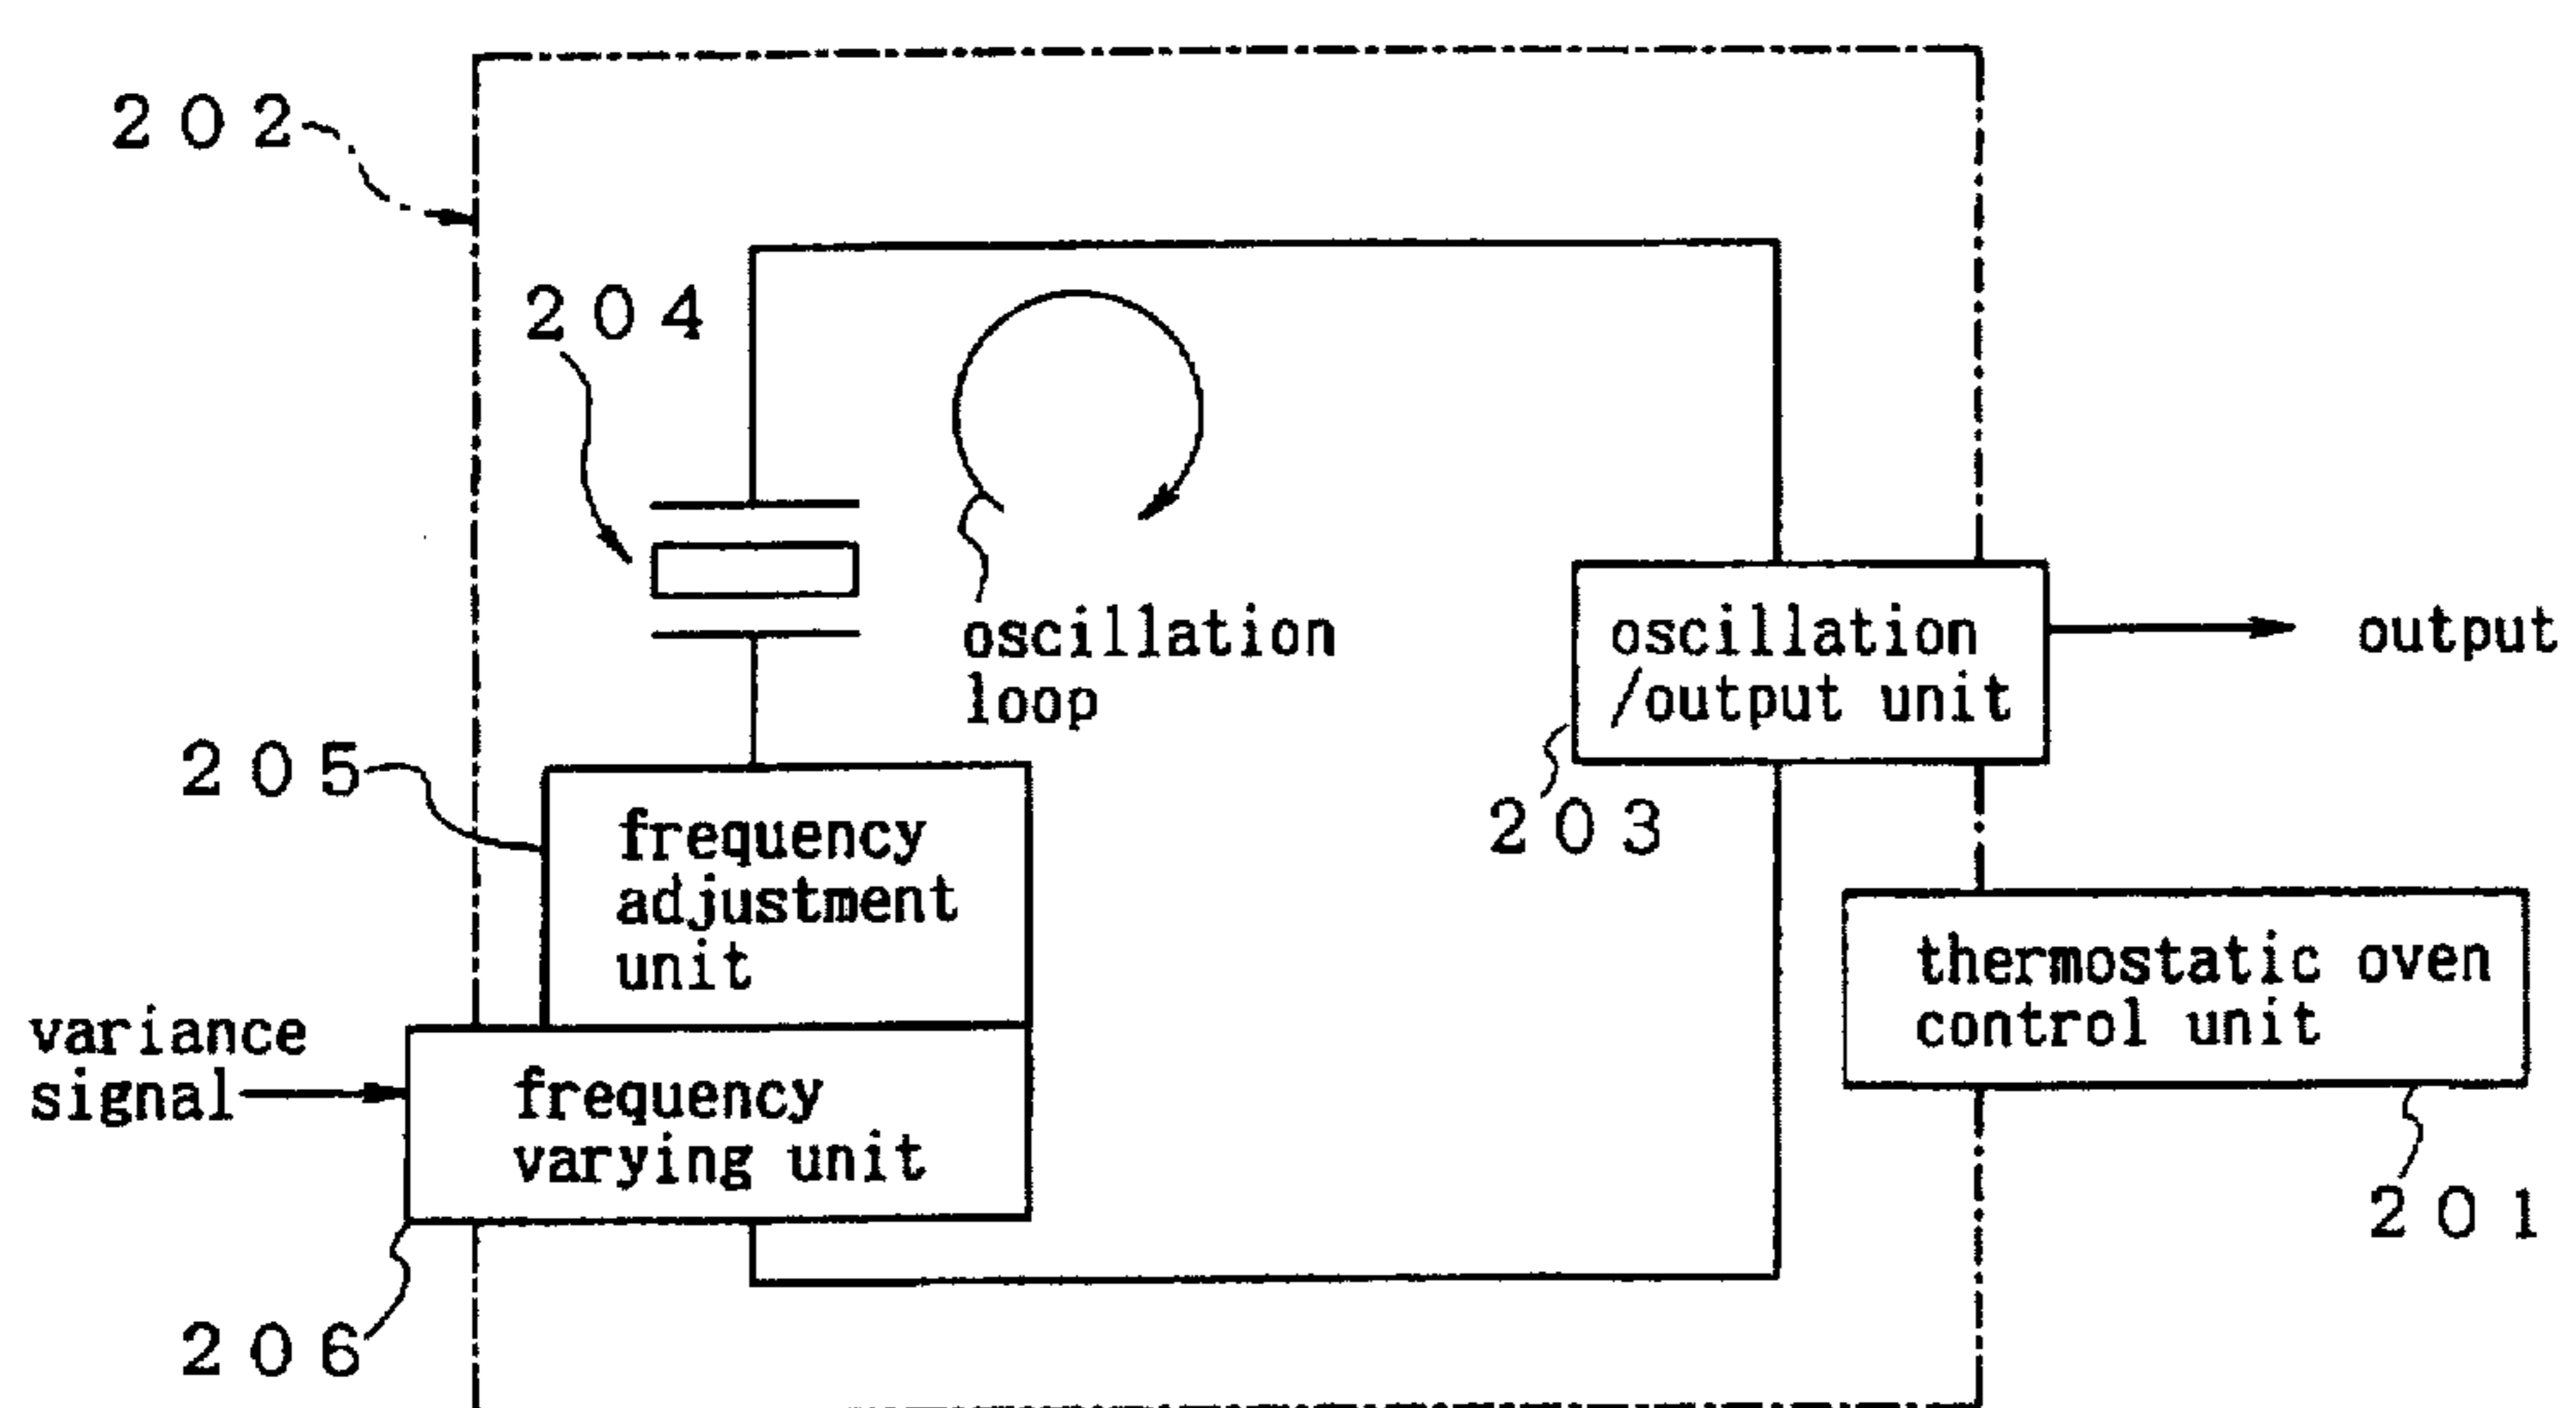 202
204
oscillation
loop
oscillation
/output unit
output
203
205
frequency
adjustment
unit
thermostatic oven
control unit
variance
signal
frequency
varying unit
201
206